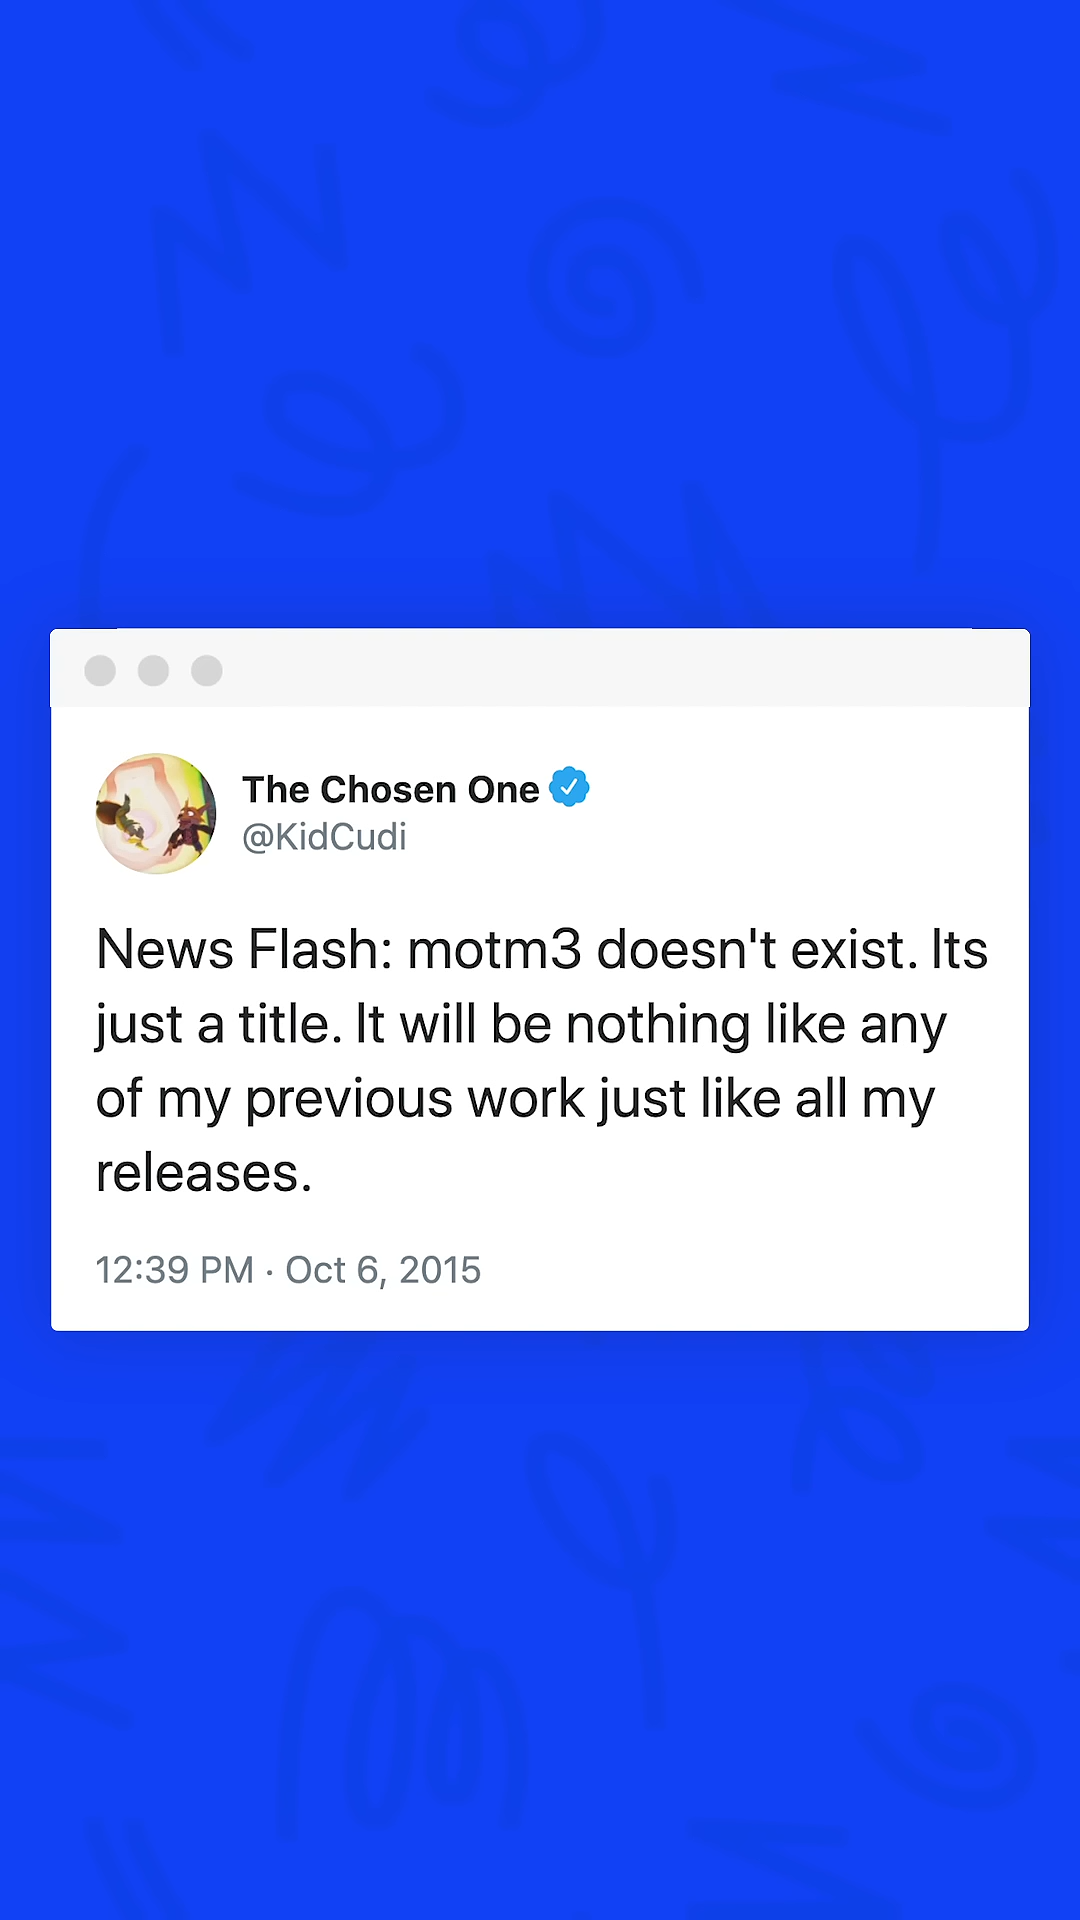 The Chosen One
@KidCudi
News Flash: motm3 doesn't exist. Its
just a title. It will be nothing like any
of my previous work just like all my
releases.
12:39 PM · Oct 6, 2015